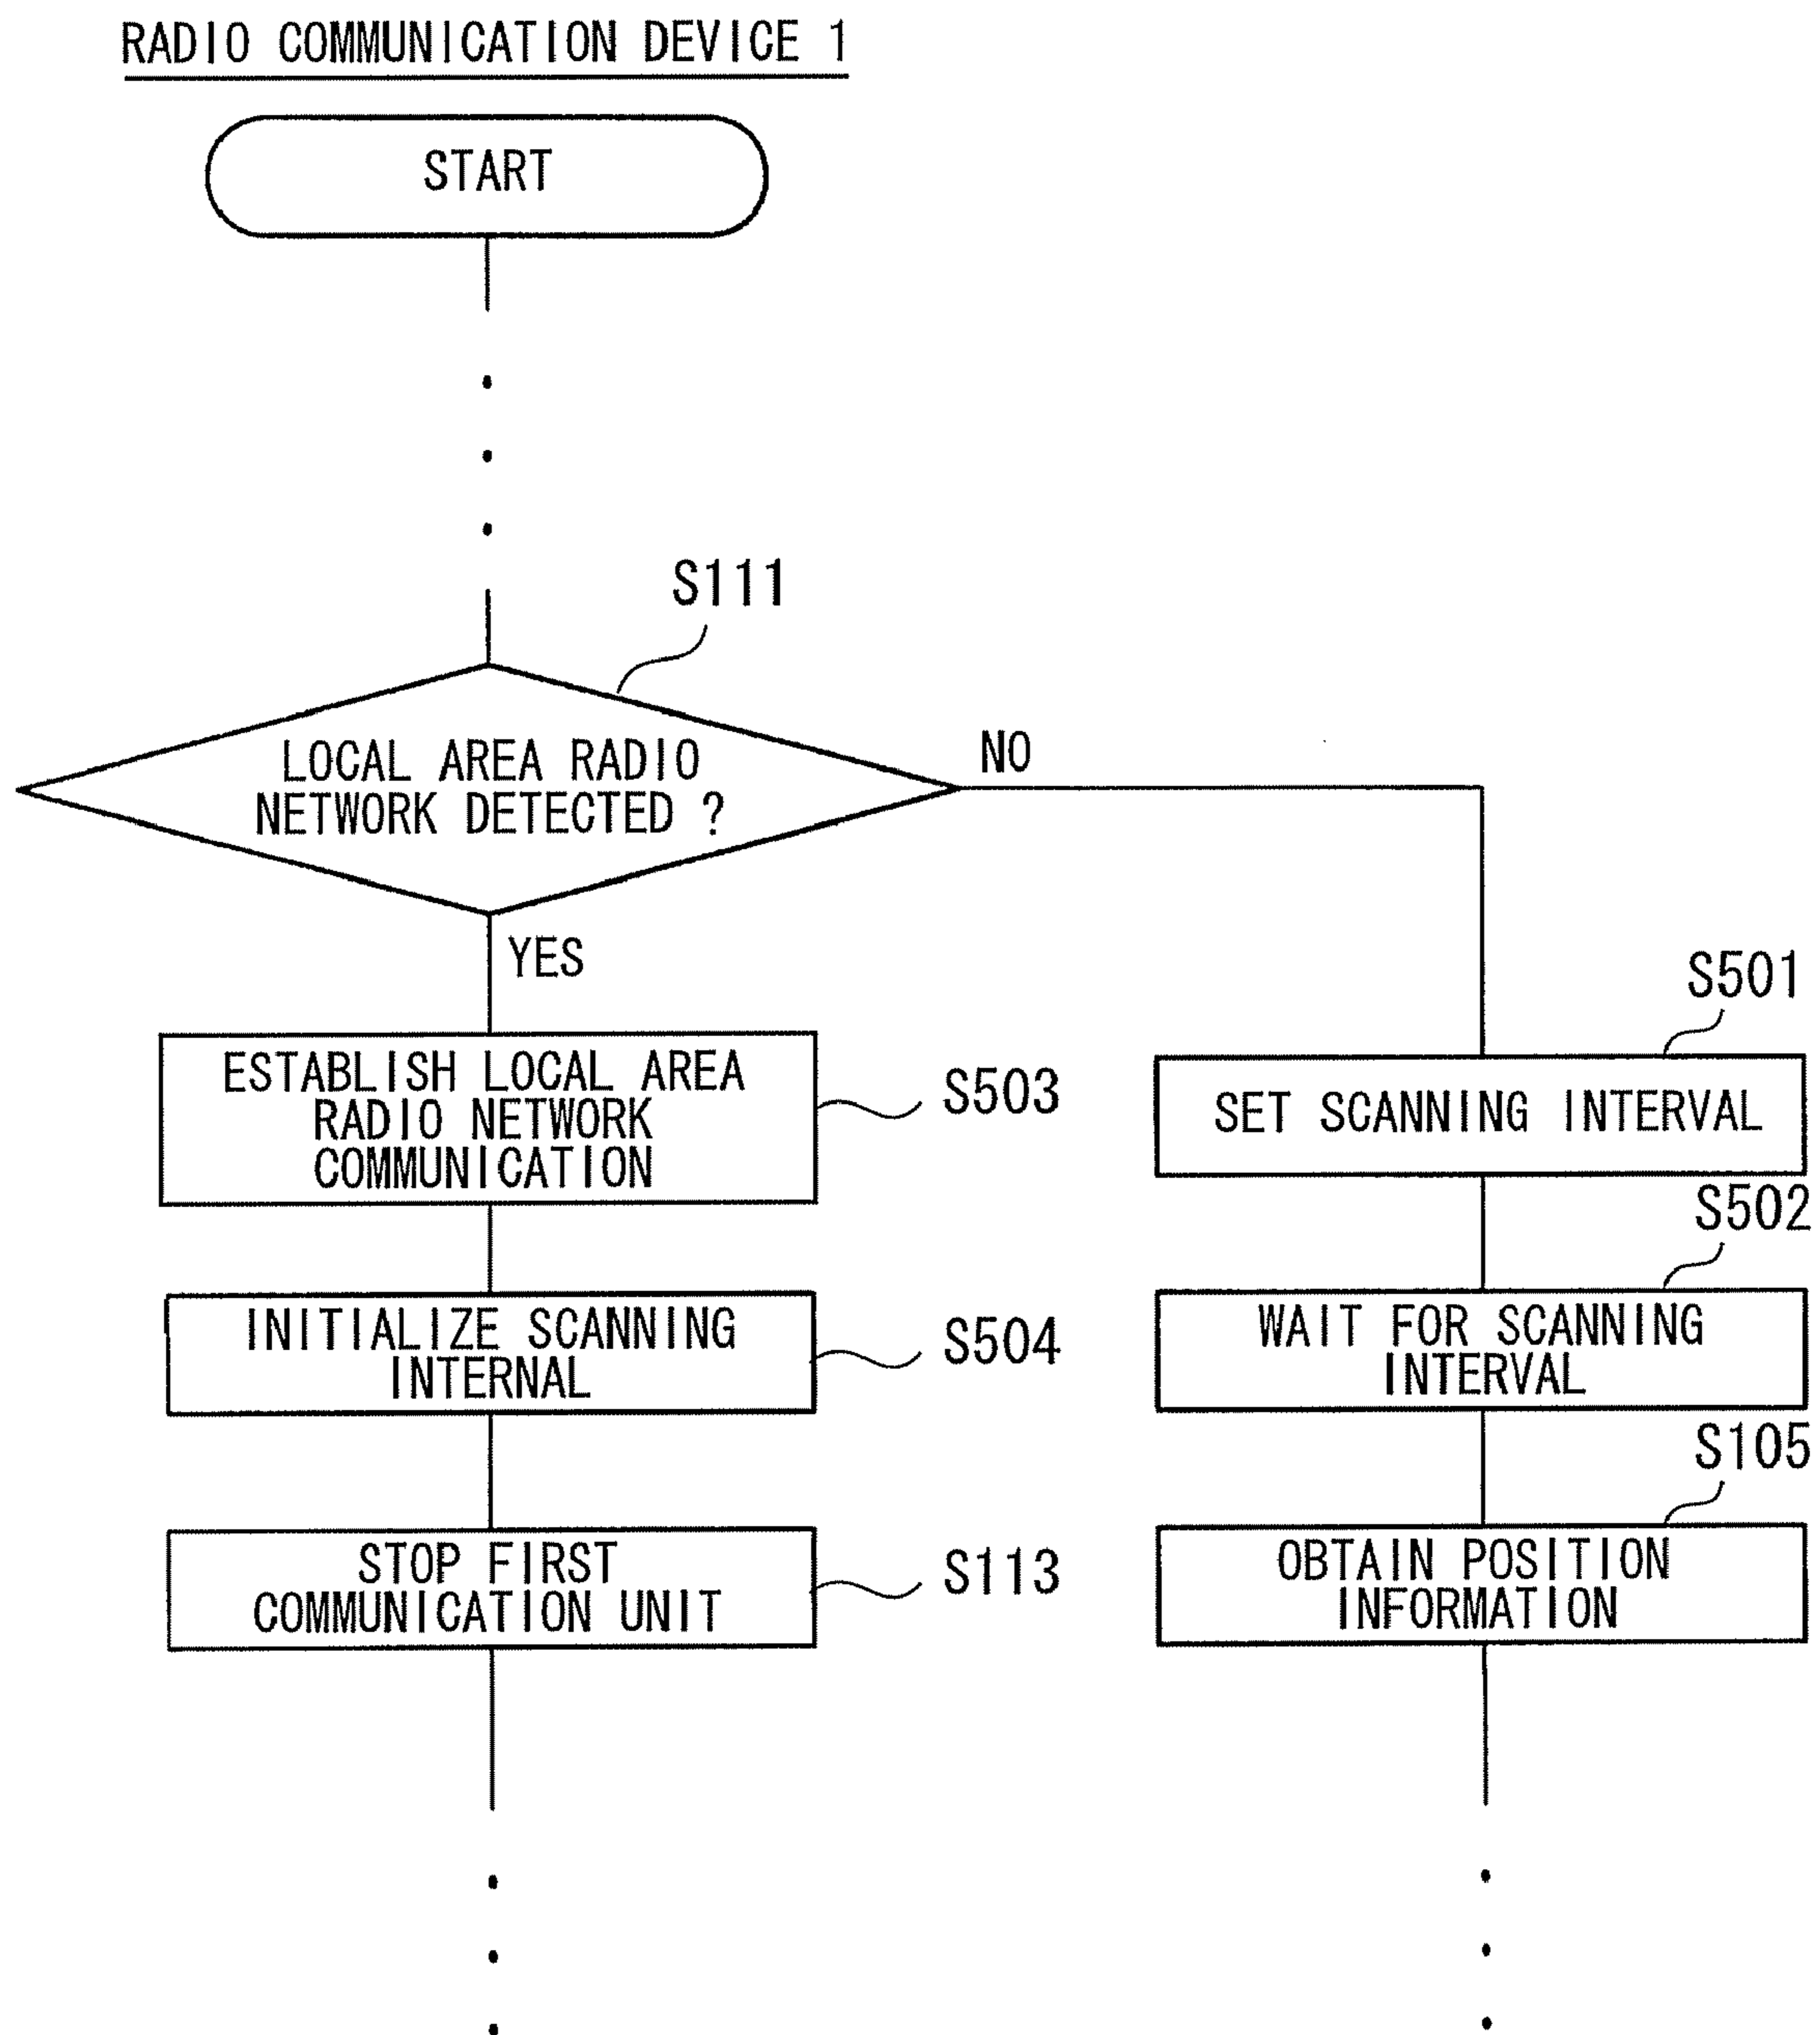 RADIO COMMUNICATION DEVICE 1
START
S111
LOCAL AREA RADIO
NETWORK DETECTED ?
NO
YES
S503
ESTABLISH LOCAL AREA
RADIO NETWORK
COMMUNICATION
S504
INITIALIZE SCANNING
INTERNAL
S113
STOP FIRST
COMMUNICATION UNIT
S501
SET SCANNING INTERVAL
S502
WAIT FOR SCANNING
INTERVAL
S105
OBTAIN POSITION
INFORMATION